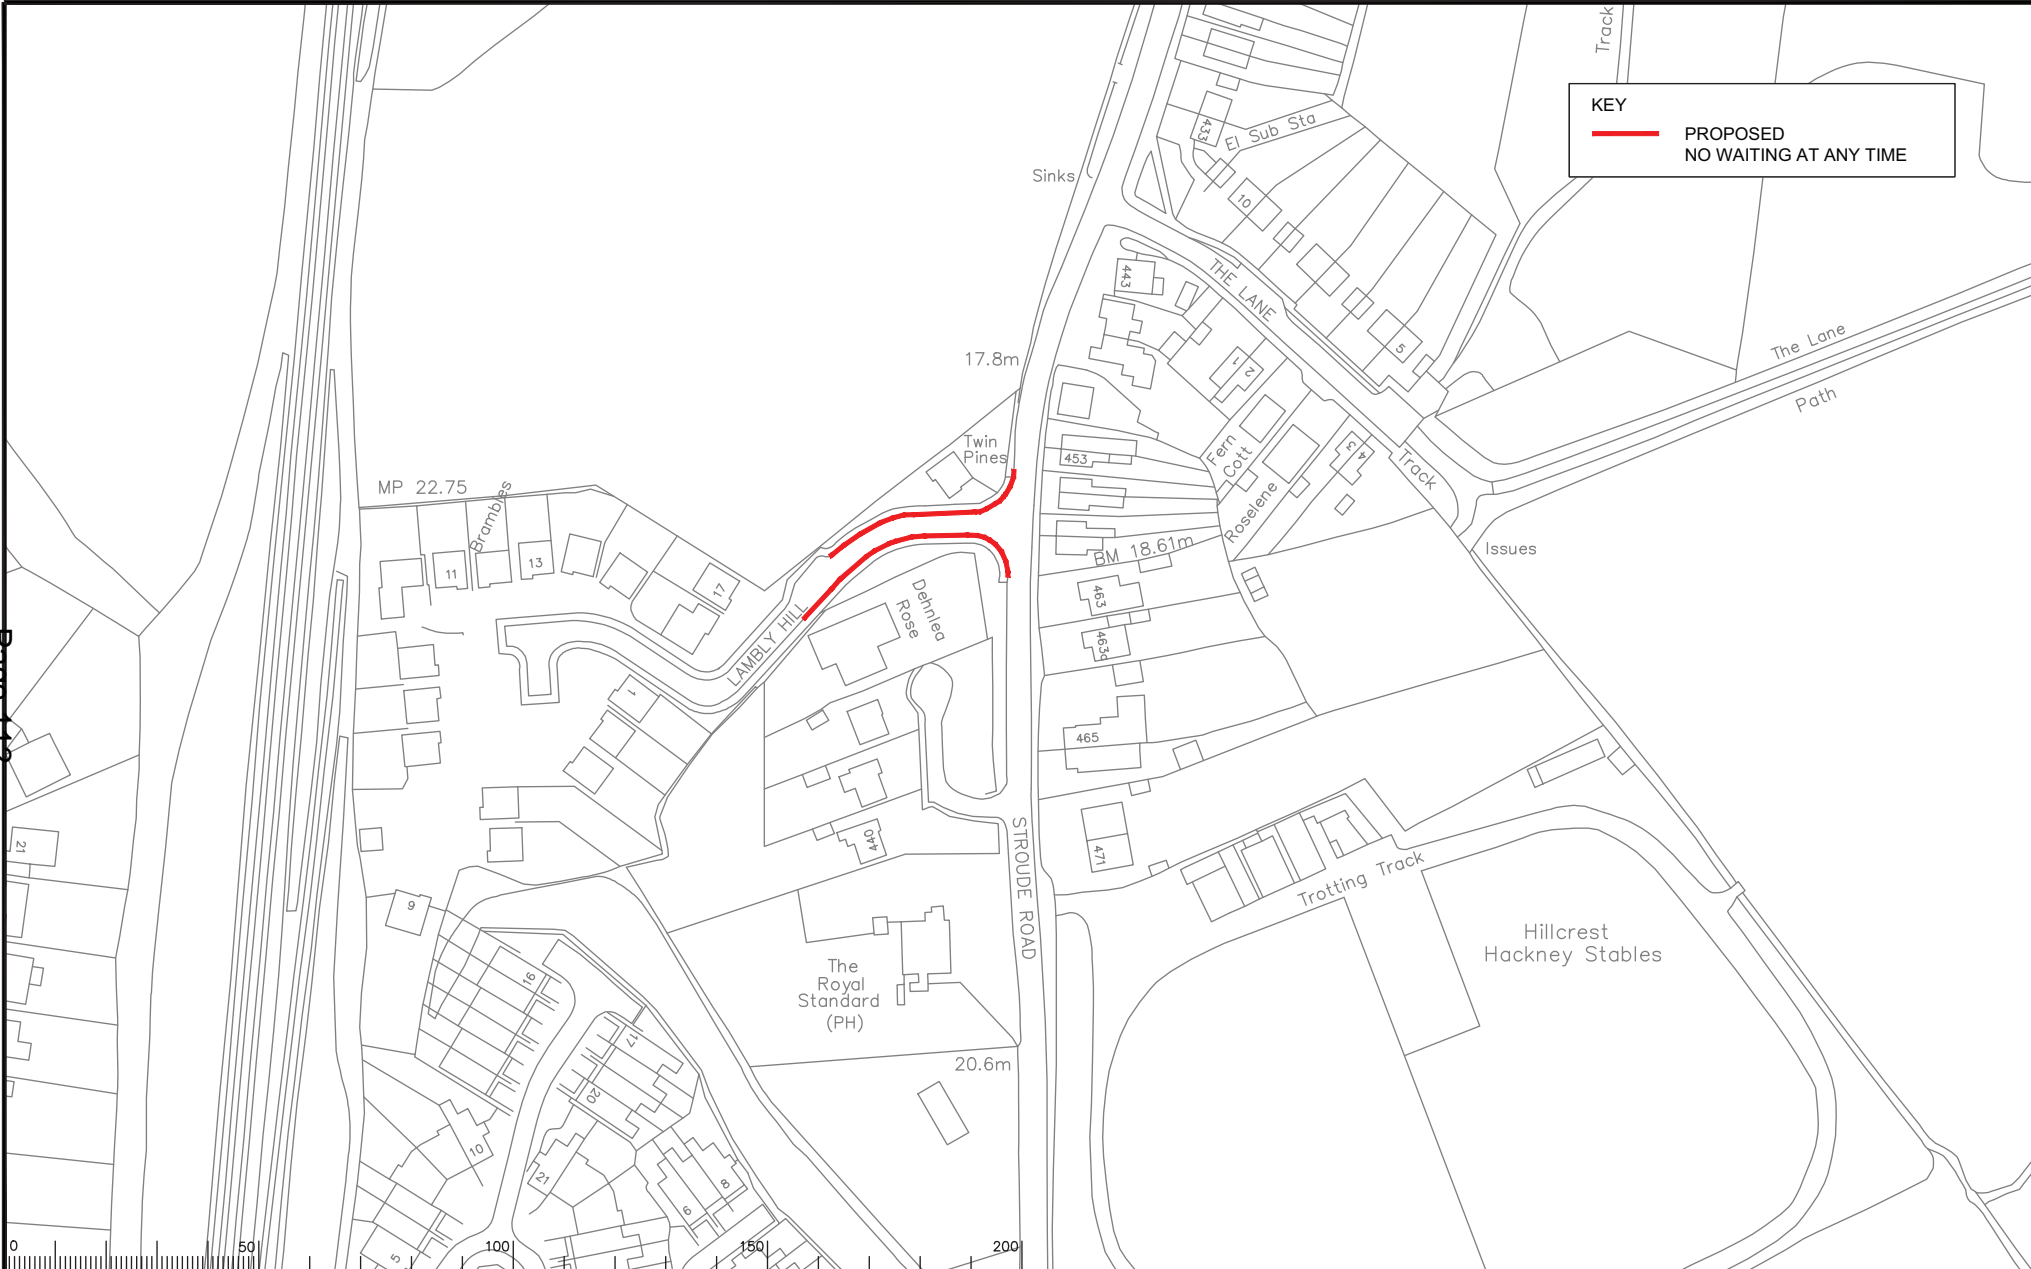 Track
KEY
PROPOSED
NO WAITING AT ANY TIME
433
El Sub Sta
Sinks
10
443
THE LANE
5
The Lane
17.8m
1
2
Path
Twin
Pines
453
Fern
Cott
3
4
Track
MP 22.75
Brambles
Roselene
BM 18.61m
Issues
11
13
17
463
Dehnlea
Rose
LAMBLY HILL
463a
1
465
440
471
21
STROUDE ROAD
Trotting Track
9
Hillcrest
Hackney Stables
16
The
Royal
Standard
(PH)
17
20.6m
20
10
21
8
6
5
0
50
100
150
200